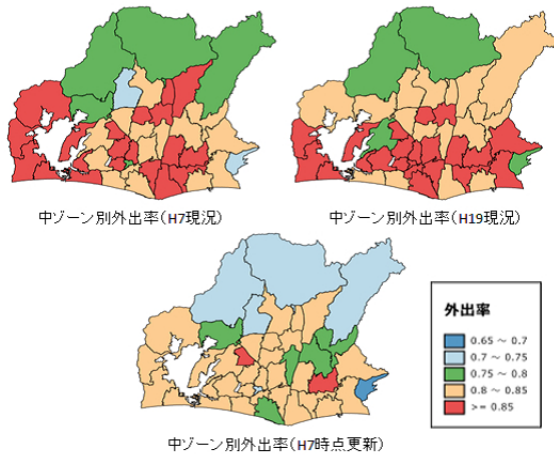 中ゾーン別外出率(H7現況)
中ゾーン別外出率(H19現況)
外出率
0.65 ～ 0.7
0.7 ～ 0.75
0.75 ～ 0.8
0.8 ～ 0.85
>= 0.85
中ゾーン別外出率(H7時点更新)